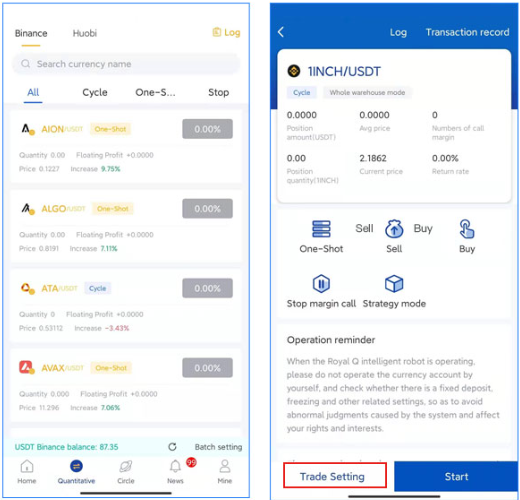 Binance Huobi Log
Search currency name
All Cycle One-S... Stop
AION/USDT One-Shot 0.00%
Quantity 0.00 Floating Profit +0.0000
Price 0.1227 Increase 9.75%
ALGO/USDT One-Shot 0.00%
Quantity 0.00 Floating Profit +0.0000
Price 0.8191 Increase 7.11%
ATA/USDT Cycle 0.00%
Quantity 0 Floating Profit +0.0000
Price 0.53112 Increase -3.43%
AVAX/USDT One-Shot 0.00%
Quantity 0.000 Floating Profit +0.0000
Price 11.296 Increase 7.06%
USDT Binance balance: 87.35 Batch setting
99
Home Quantitative Circle News Mine
Log Transaction record
1INCH/USDT
Cycle Whole warehouse mode
0.0000 0.0000 0
Position amount(USDT) Avg price Numbers of call margin
0.00 2.1862 0.00%
Position quantity(1INCH) Current price Return rate
Sell Buy
One-Shot Sell Buy
Stop margin call Strategy mode
Operation reminder
When the Royal Q intelligent robot is operating,
please do not operate the currency account by
yourself, and check whether there is a fixed deposit,
freezing and other related settings, so as to avoid
abnormal judgments caused by the system and affect
your rights and interests.
Trade Setting Start